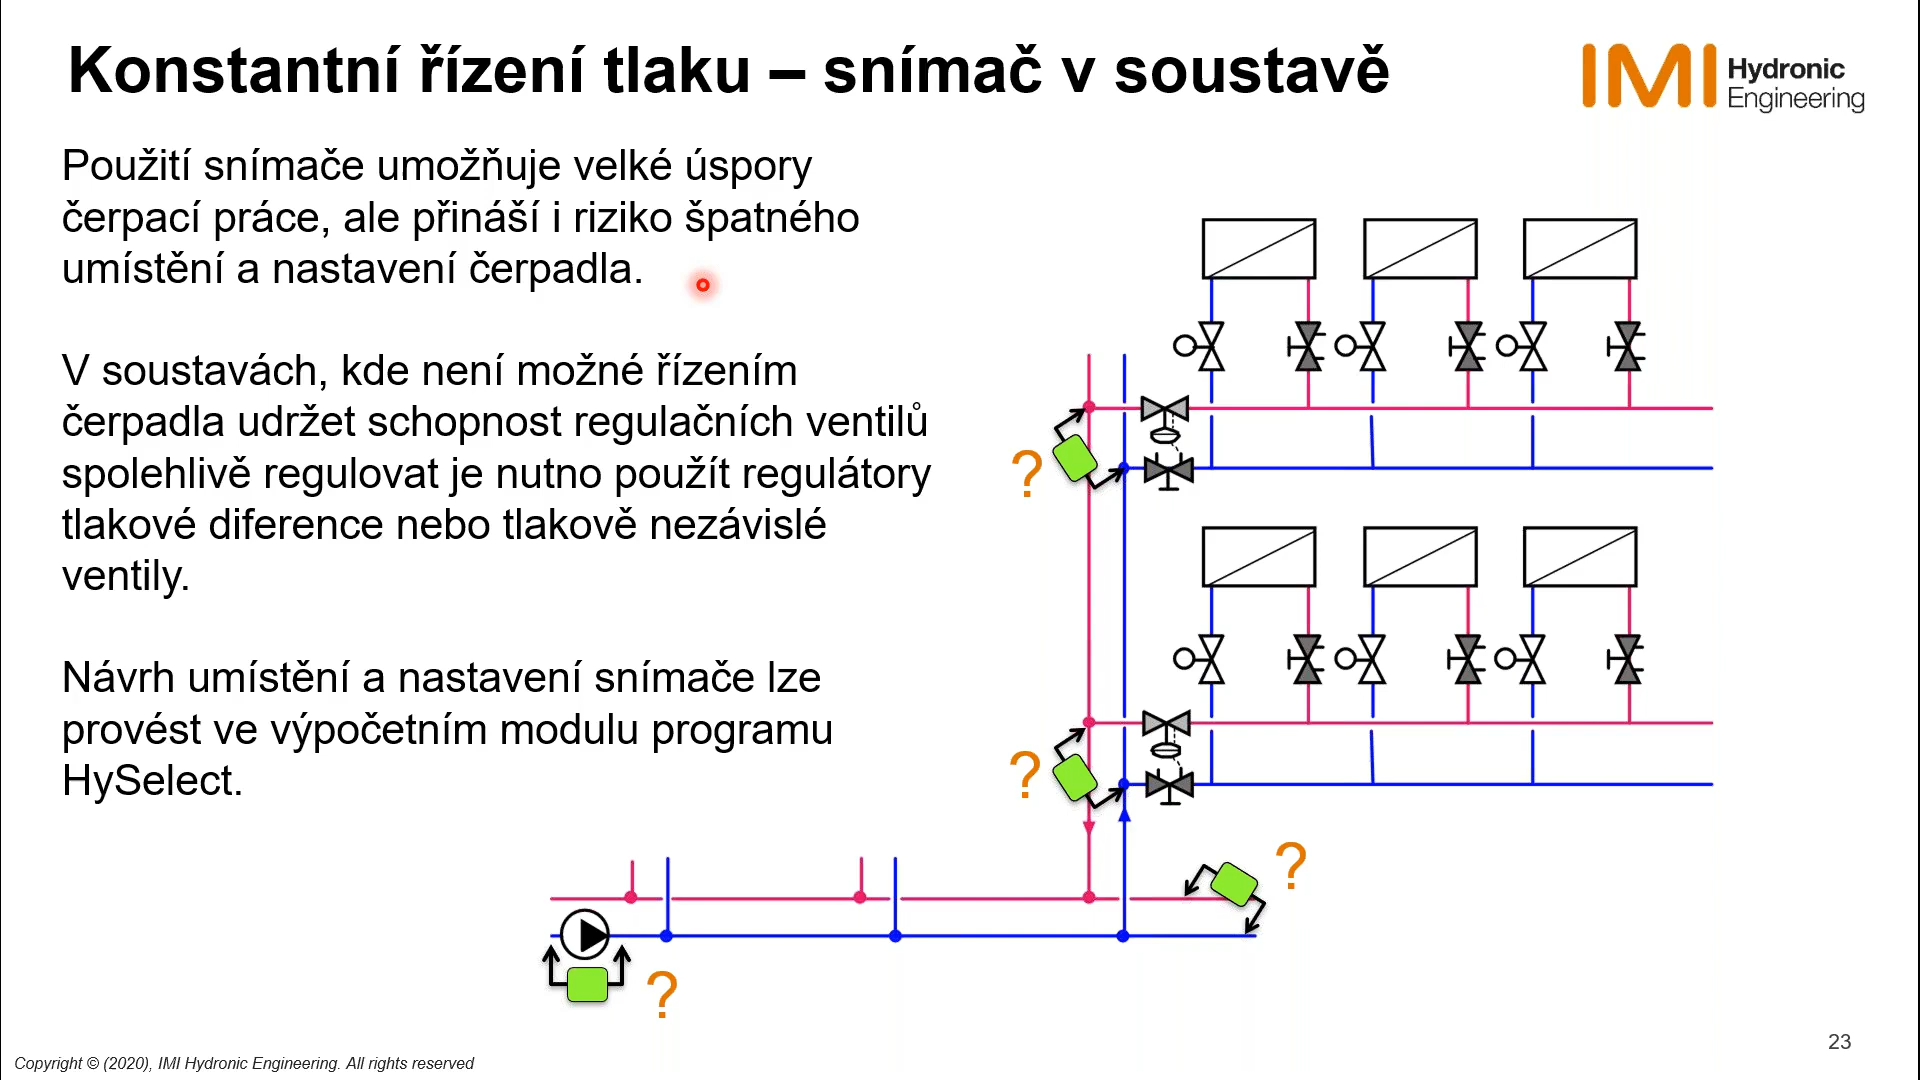 Konstantní řízení tlaku – snímač v soustavě
IMI Hydronic
Engineering
Použití snímače umožňuje velké úspory
čerpací práce, ale přináší i riziko špatného
umístění a nastavení čerpadla.
V soustavách, kde není možné řízením
čerpadla udržet schopnost regulačních ventilů
spolehlivě regulovat je nutno použít regulátory
tlakové diference nebo tlakově nezávislé
ventily.
Návrh umístění a nastavení snímače lze
provést ve výpočetním modulu programu
HySelect.
?
?
?
?
23
Copyright © (2020), IMI Hydronic Engineering. All rights reserved